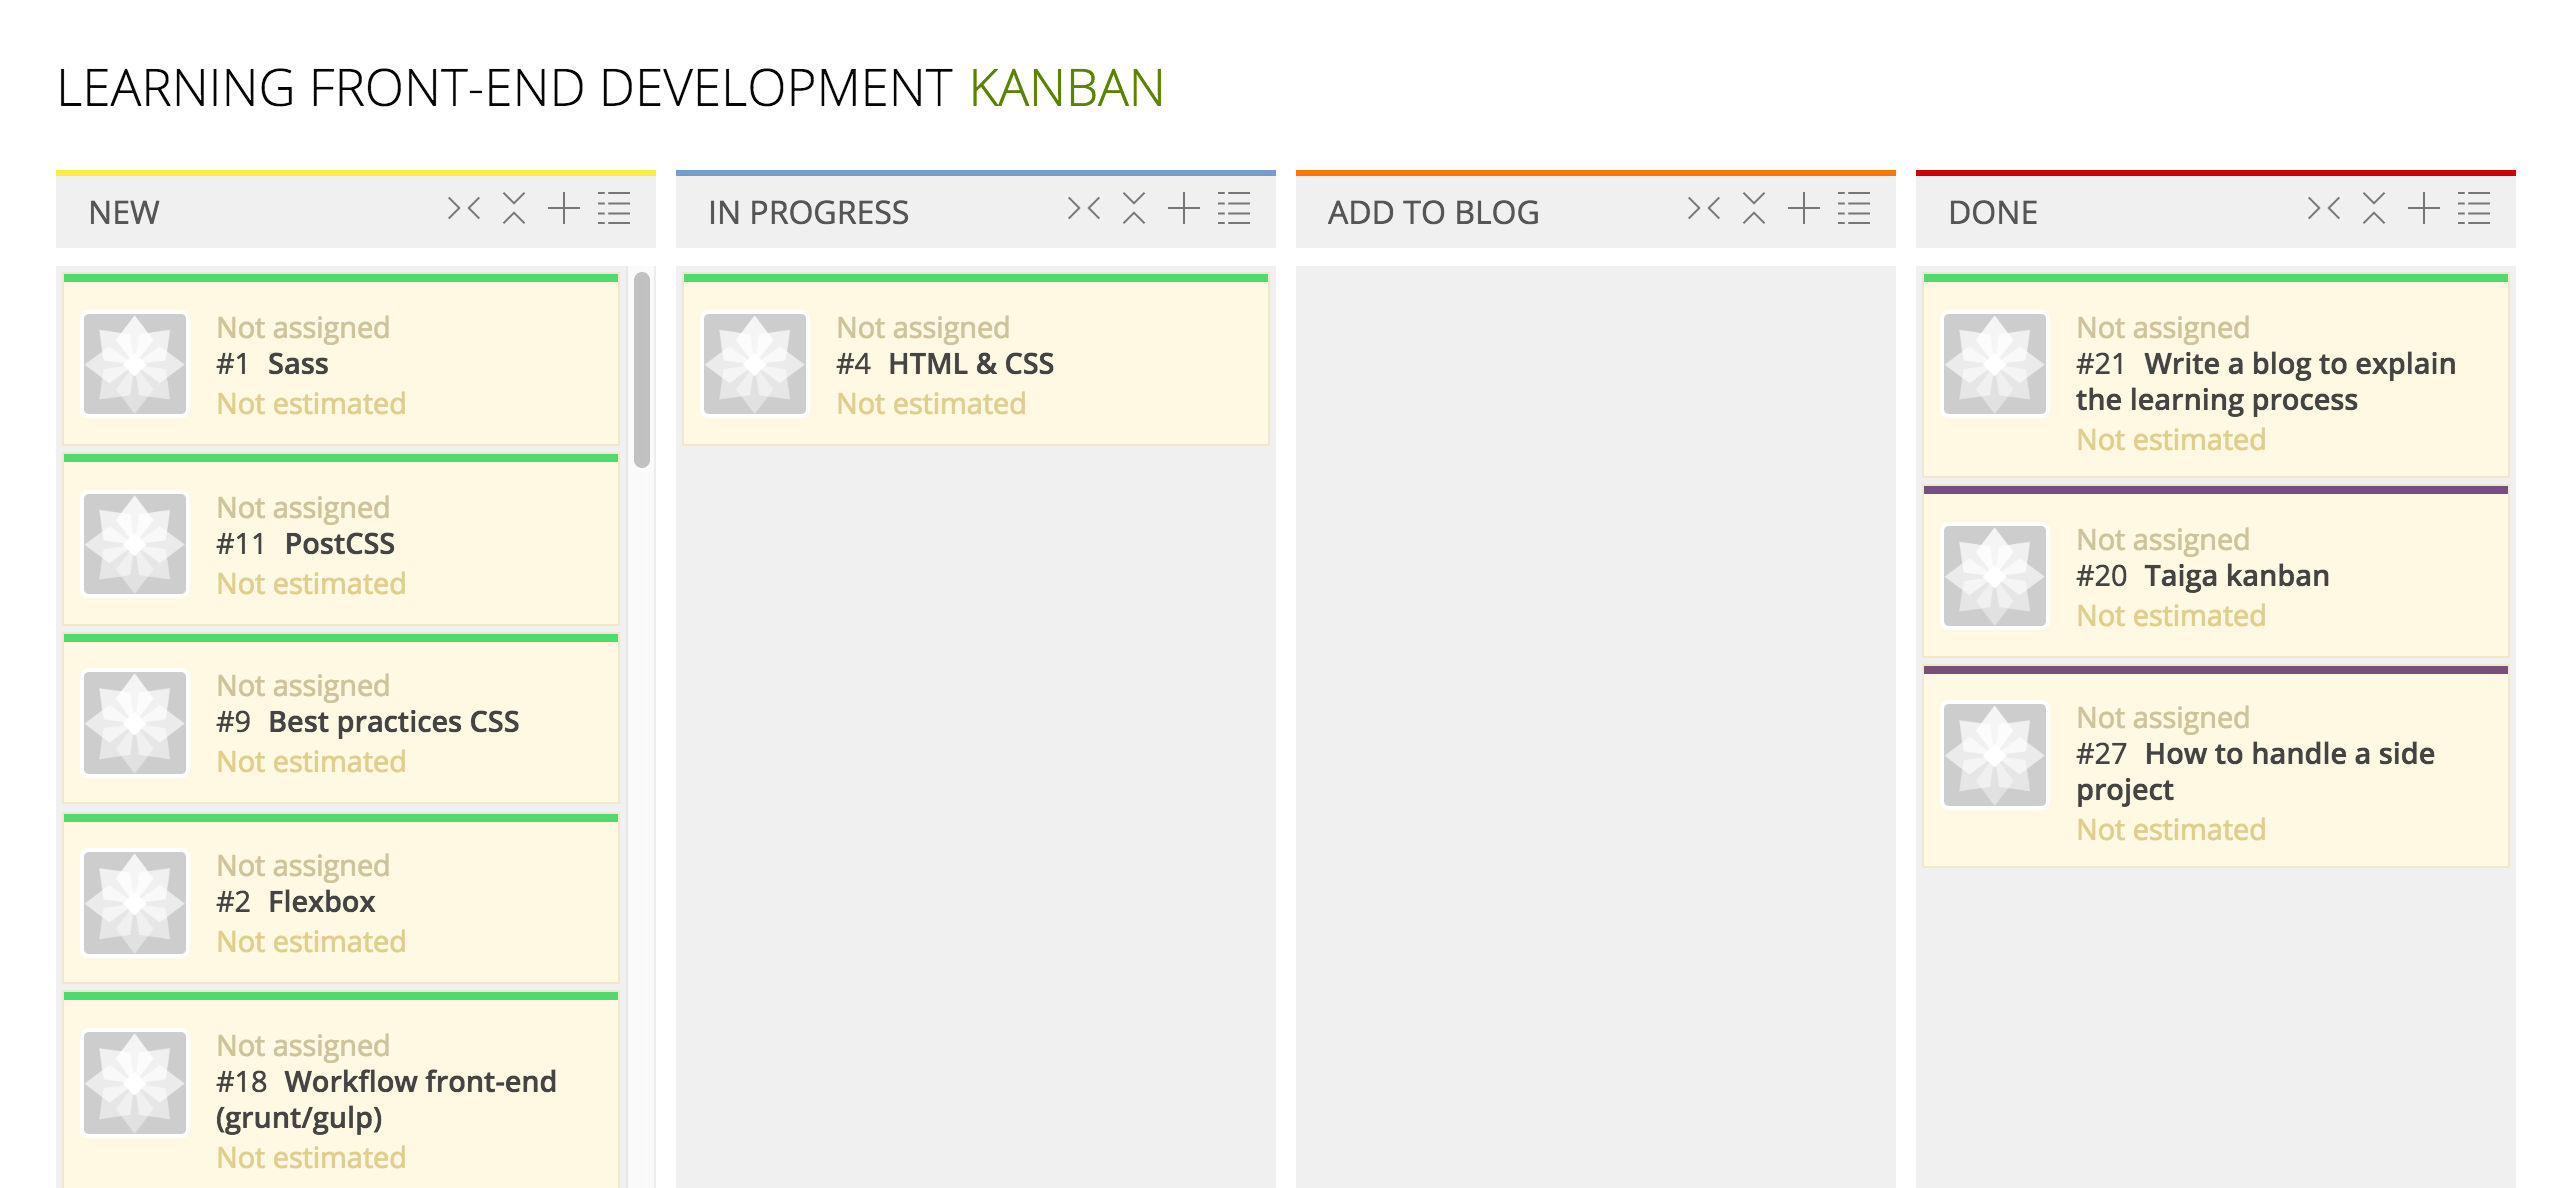 LEARNING FRONT-END DEVELOPMENT KANBAN
NEW
Not assigned
#1 Sass
Not estimated
Not assigned
#11 PostCSS
Not estimated
Not assigned
#9 Best practices CSS
Not estimated
Not assigned
#2 Flexbox
Not estimated
Not assigned
#18 Workflow front-end
(grunt/gulp)
Not estimated
IN PROGRESS
Not assigned
#4 HTML & CSS
Not estimated
ADD TO BLOG
DONE
Not assigned
#21 Write a blog to explain
the learning process
Not estimated
Not assigned
#20 Taiga kanban
Not estimated
Not assigned
#27 How to handle a side
project
Not estimated